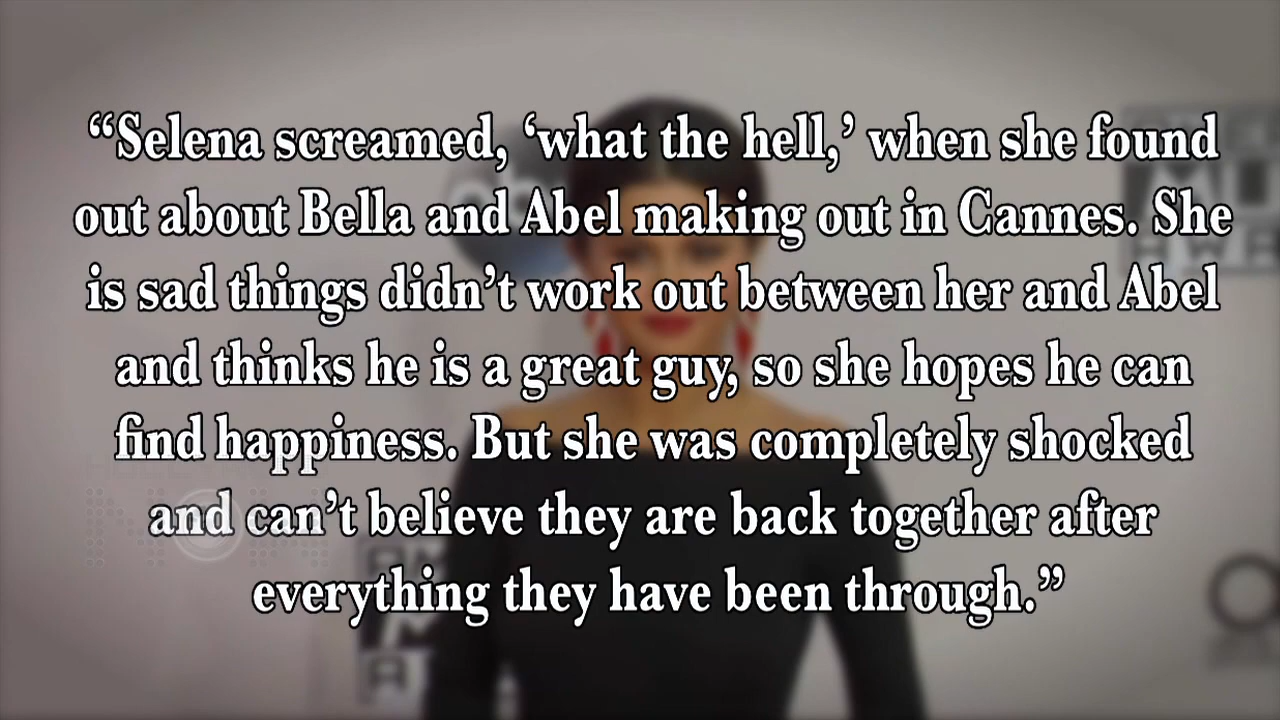 “Selena screamed, ‘what the hell,’ when she found
out about Bella and Abel making out in Cannes. She
is sad things didn’t work out between her and Abel
and thinks he is a great guy, so she hopes he can
find happiness. But she was completely shocked
and can’t believe they are back together after
everything they have been through.”